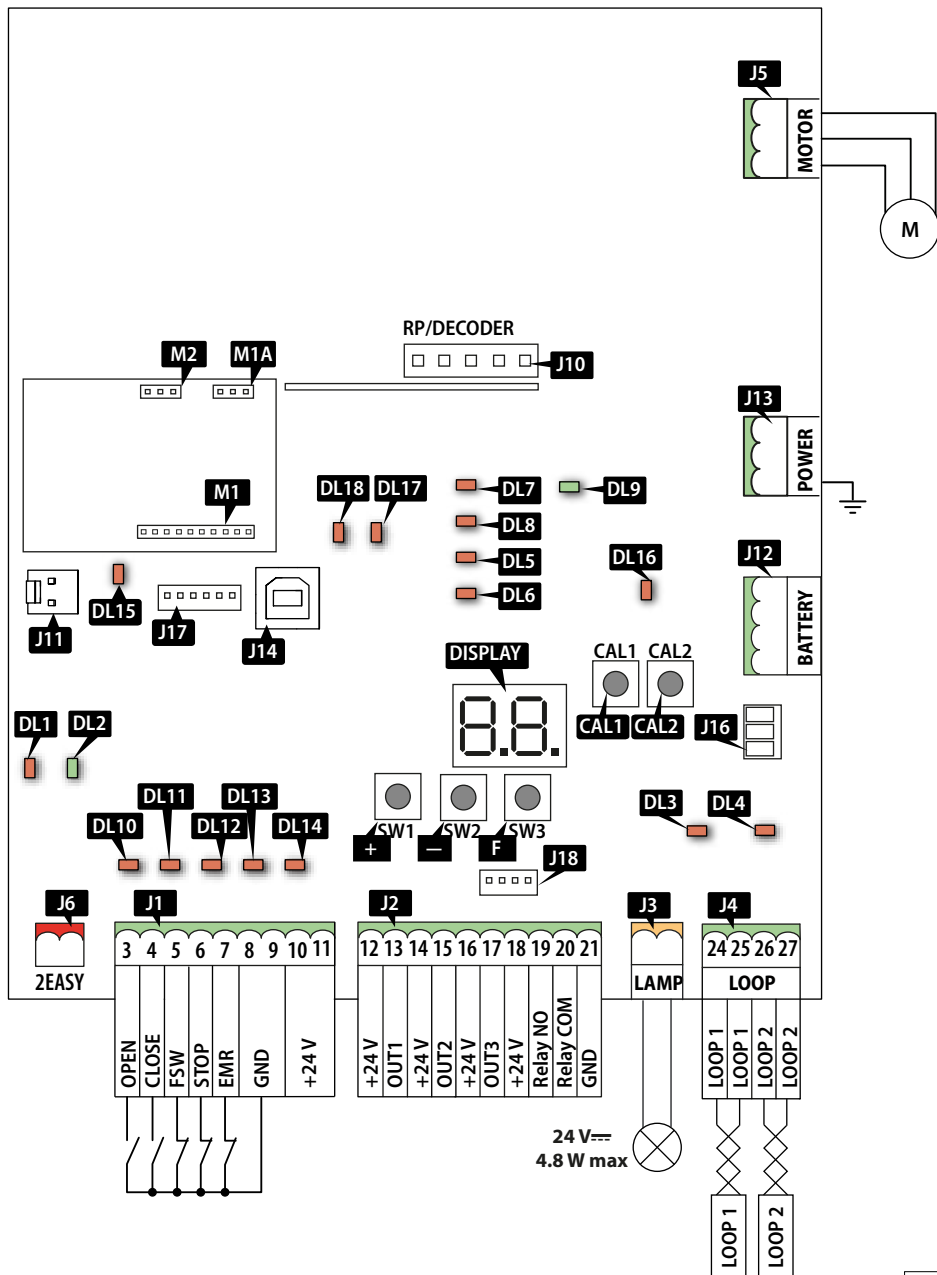 J5
MOTOR
M
RP/DECODER
J10
M2
M1A
J13
POWER
M1
DL18
DL17
DL7
DL9
DL8
DL5
DL6
DL16
J12
BATTERY
J11
DL15
J17
J14
DISPLAY
8.8.
CAL1
CAL2
CAL1
CAL2
J16
DL1
DL2
DL11
DL13
DL10
DL12
DL14
SW1
SW2
SW3
+
—
F
J18
DL3
DL4
J6
J1
J2
J3
J4
3 4 5 6 7 8 9 10 11
12 13 14 15 16 17 18 19 20 21
24 25 26 27
2EASY
LAMP
LOOP
OPEN
CLOSE
FSW
STOP
EMR
GND
+24 V
+24 V
OUT1
+24 V
OUT2
+24 V
OUT3
+24 V
Relay NO
Relay COM
GND
LOOP 1
LOOP 1
LOOP 2
LOOP 2
24 V⎓
4.8 W max
LOOP 1
LOOP 2